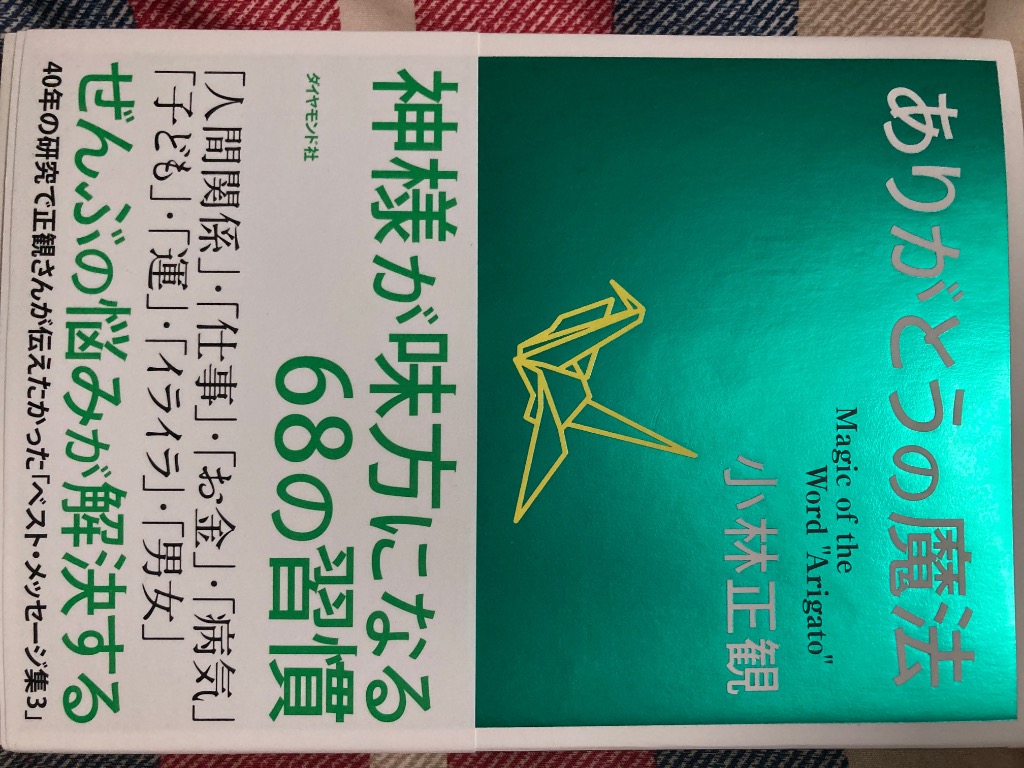 ありがとうの魔法
Magic of the
Word "Arigato"
小林正観
神様が味方になる
68の習慣
ダイヤモンド社
「人間関係」・「仕事」・「お金」・「病気」
「子ども」・「運」・「イライラ」・「男女」
ぜんぶの悩みが解決する
40年の研究で正観さんが伝えたかった「ベスト・メッセージ集3」